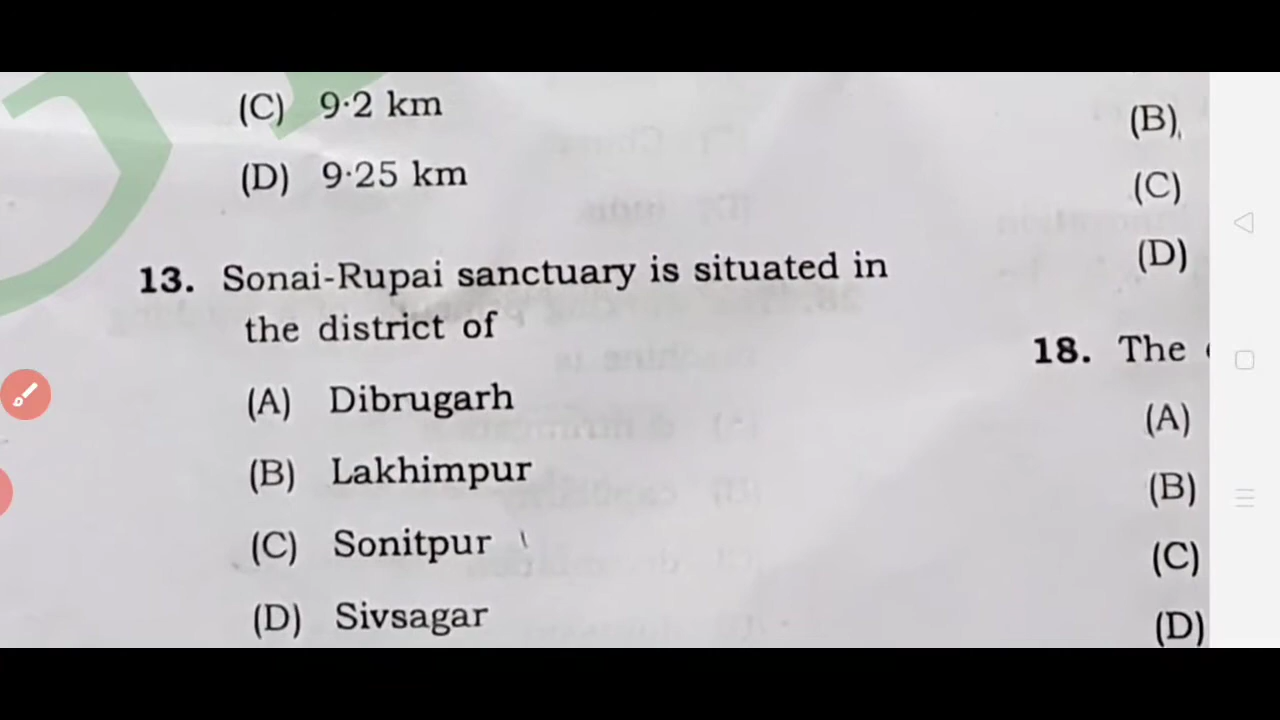 (C) 9·2 km
(D) 9·25 km
13. Sonai-Rupai sanctuary is situated in
the district of
(A) Dibrugarh
(B) Lakhimpur
(C) Sonitpur
(D) Sivsagar
(B)
(C)
(D)
18. The
(A)
(B)
(C)
(D)